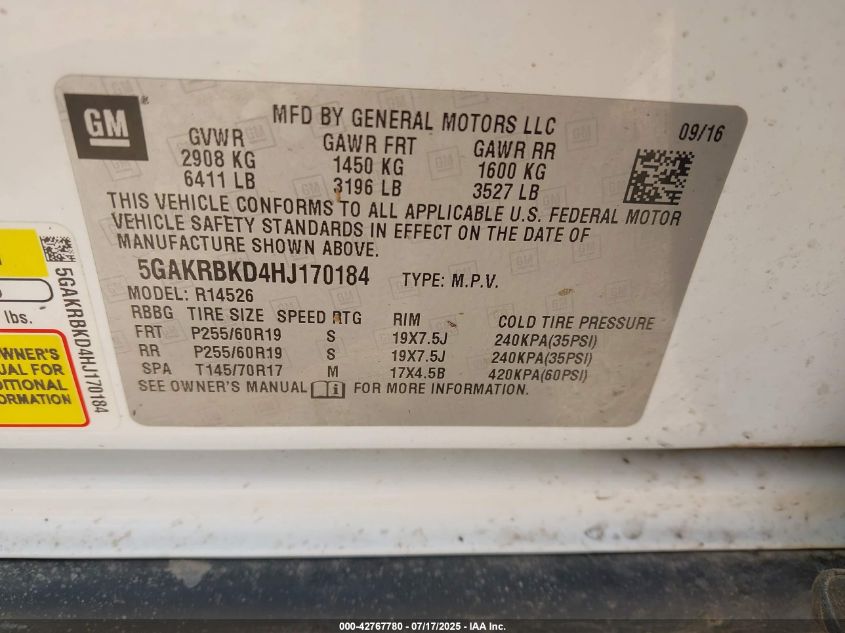 GM
MFD BY GENERAL MOTORS LLC
09/16
GVWR GAWR FRT GAWR RR
2908 KG 1450 KG 1600 KG
6411 LB 3196 LB 3527 LB
THIS VEHICLE CONFORMS TO ALL APPLICABLE U.S. FEDERAL MOTOR
VEHICLE SAFETY STANDARDS IN EFFECT ON THE DATE OF
MANUFACTURE SHOWN ABOVE.
5GAKRBKD4HJ170184 TYPE: M.P.V.
MODEL: R14526
RBBG TIRE SIZE SPEED RTG RIM COLD TIRE PRESSURE
FRT P255/60R19 S 19X7.5J 240KPA(35PSI)
RR P255/60R19 S 19X7.5J 240KPA(35PSI)
SPA T145/70R17 M 17X4.5B 420KPA(60PSI)
SEE OWNER'S MANUAL FOR MORE INFORMATION.
lbs.
5GAKRBKD4HJ170184
OWNER'S
FOR
000-42767780 - 07/17/2025 - IAA Inc.